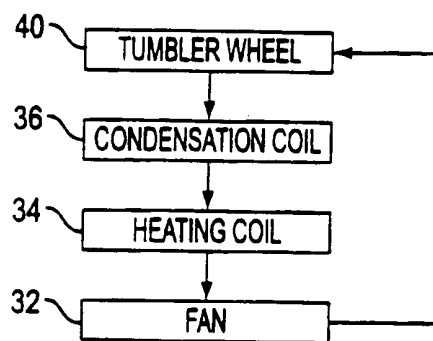 40 TUMBLER WHEEL
36 CONDENSATION COIL
34 HEATING COIL
32 FAN